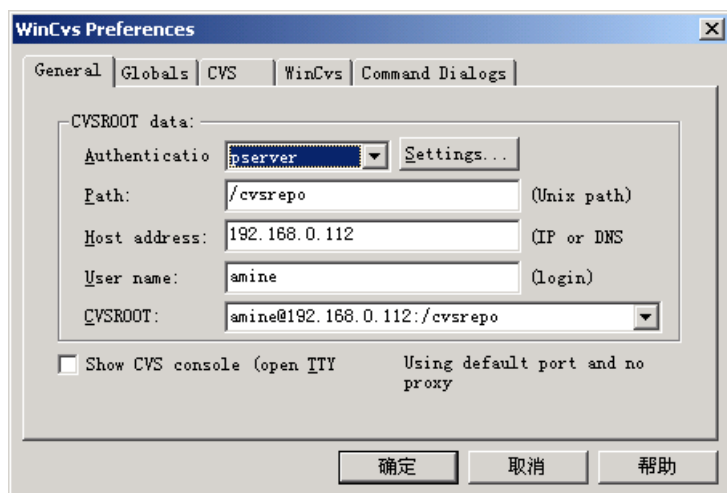 WinCvs Preferences
General Globals CVS WinCvs Command Dialogs
CVSROOT data:
Authenticatio pserver Settings...
Path: /cvsrepo (Unix path)
Host address: 192.168.0.112 (IP or DNS
User name: amine (login)
CVSROOT: amine@192.168.0.112:/cvsrepo
Show CVS console (open TTY Using default port and no
proxy
确定 取消 帮助